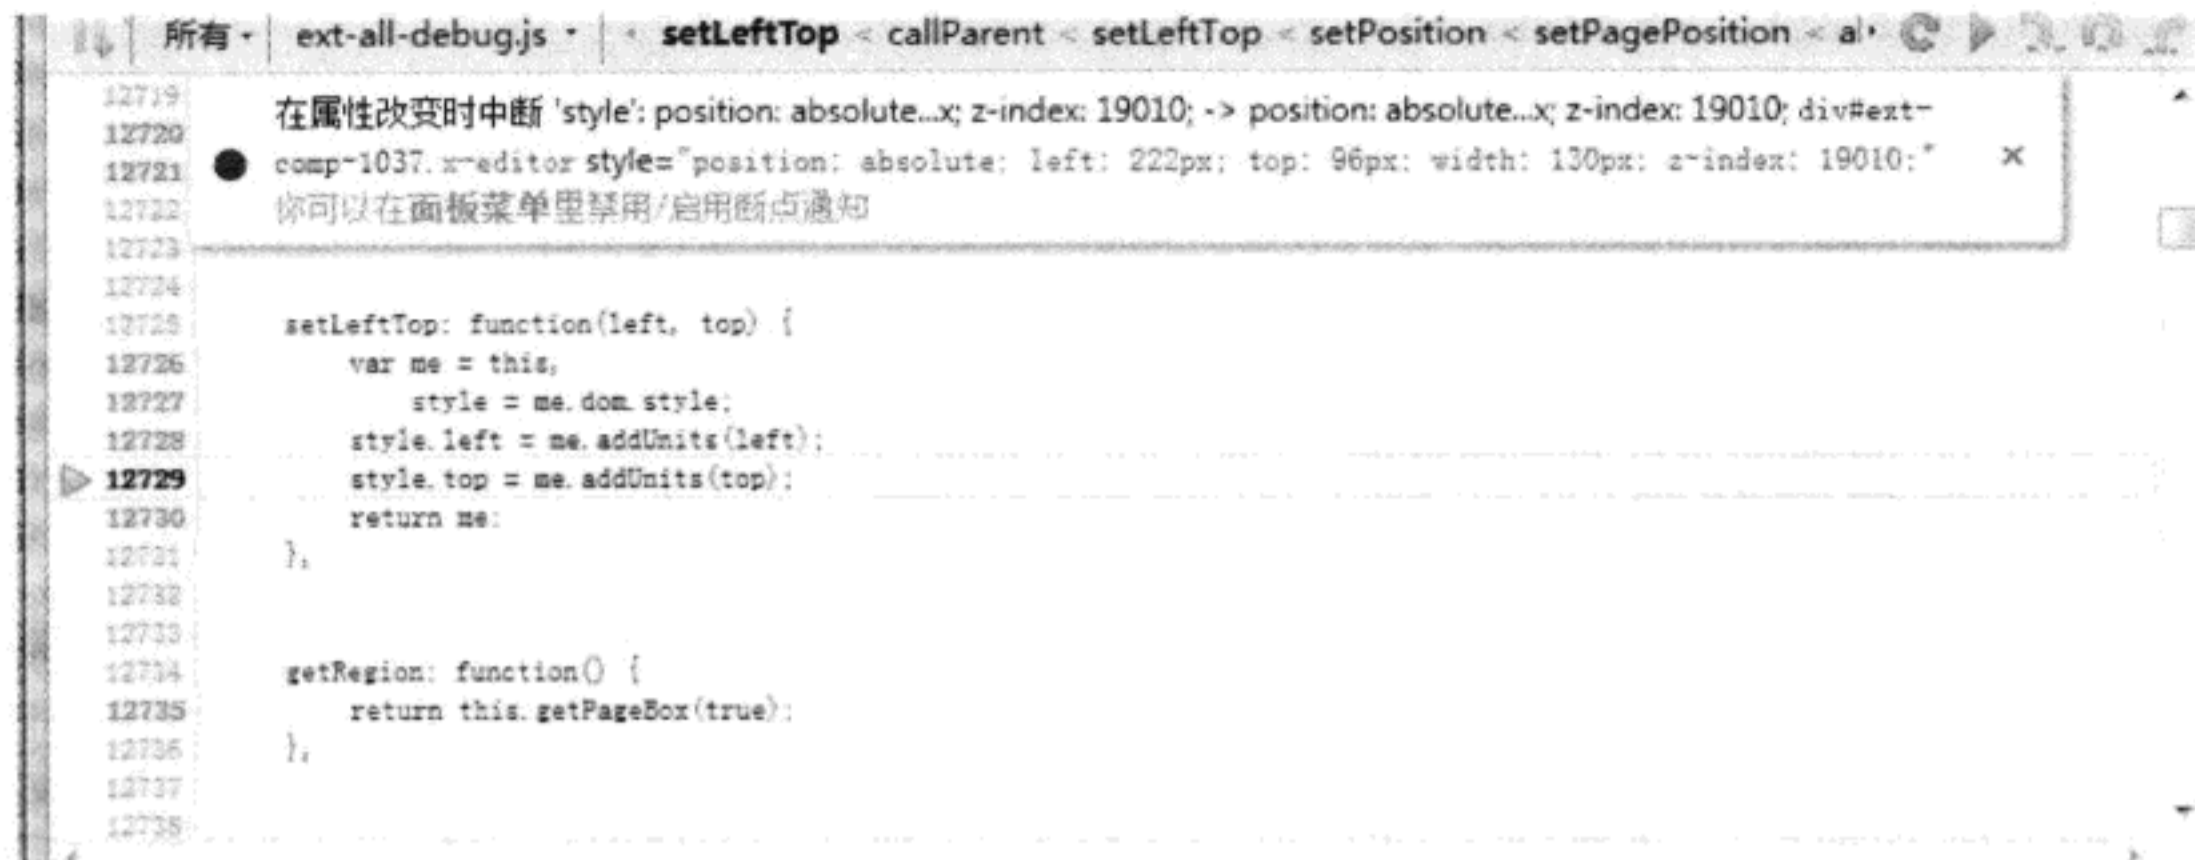 所有 ext-all-debug.js setLeftTop < callParent < setLeftTop < setPosition < setPagePosition < al
12719
12720 在属性改变时中断 'style': position: absolute...x; z-index: 19010; -> position: absolute...x; z-index: 19010; div#ext-
12721 comp-1037.x-editor style="position: absolute; left: 222px; top: 96px; width: 130px; z-index: 19010;" ×
12722 你可以在面板菜单里禁用/启用断点通知
12723
12724
12725 setLeftTop: function(left, top) {
12726 var me = this,
12727 style = me.dom.style;
12728 style.left = me.addUnits(left);
12729 style.top = me.addUnits(top);
12730 return me;
12731 },
12732
12733
12734 getRegion: function() {
12735 return this.getPageBox(true);
12736 },
12737
12738